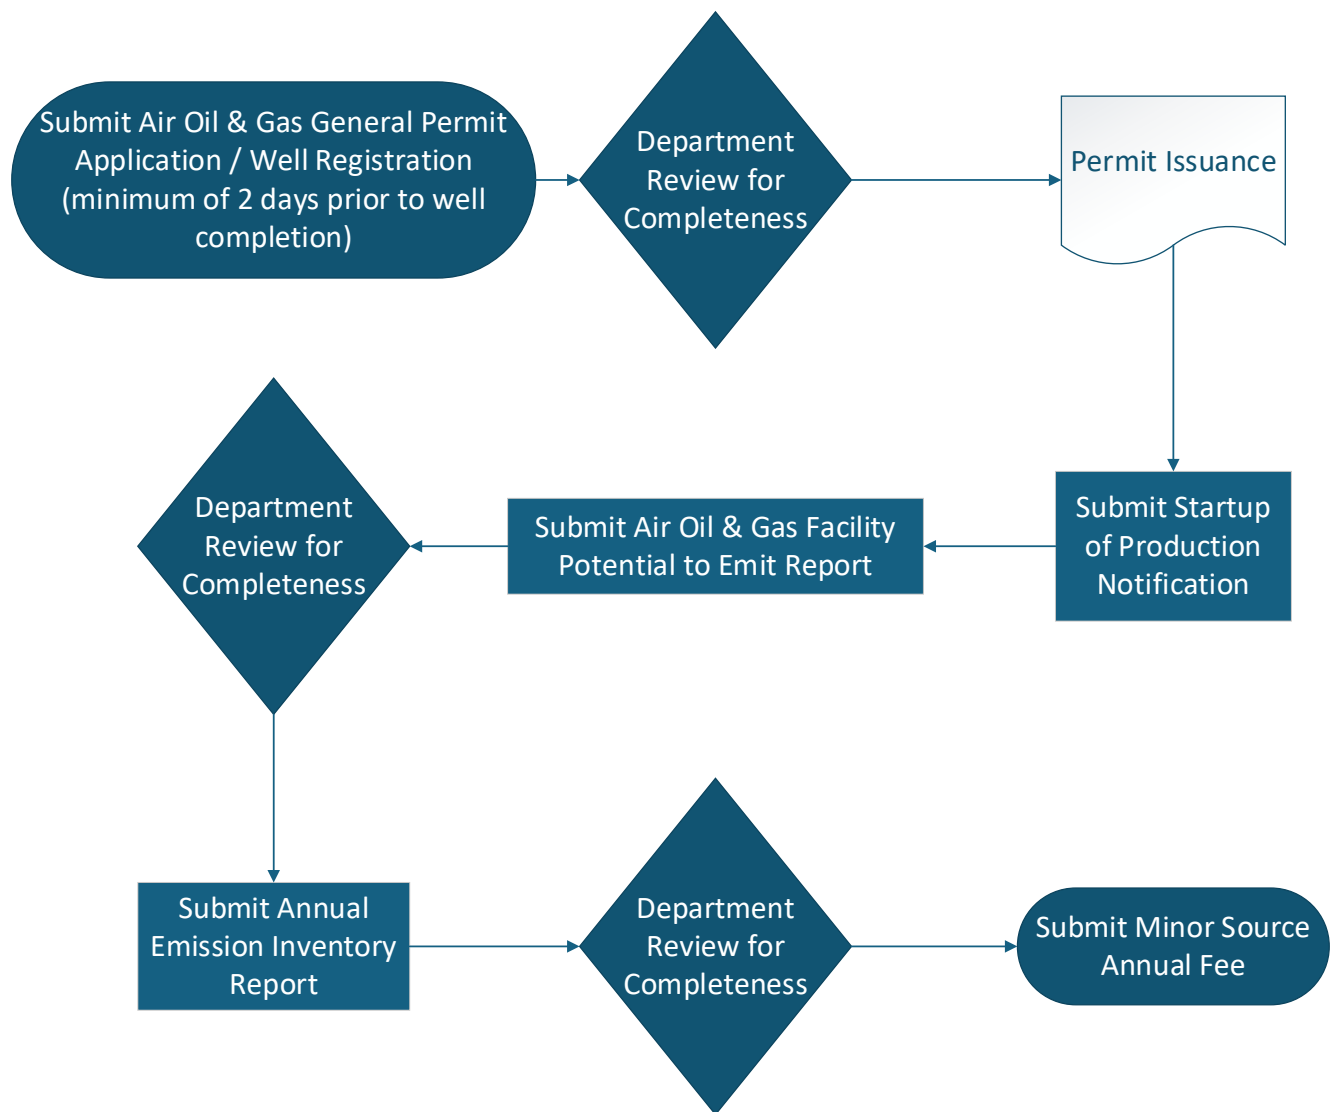 Submit Air Oil & Gas General Permit
Application / Well Registration
(minimum of 2 days prior to well
completion)
Department
Review for
Completeness
Permit Issuance
Submit Startup
of Production
Notification
Submit Air Oil & Gas Facility
Potential to Emit Report
Department
Review for
Completeness
Submit Annual
Emission Inventory
Report
Department
Review for
Completeness
Submit Minor Source
Annual Fee